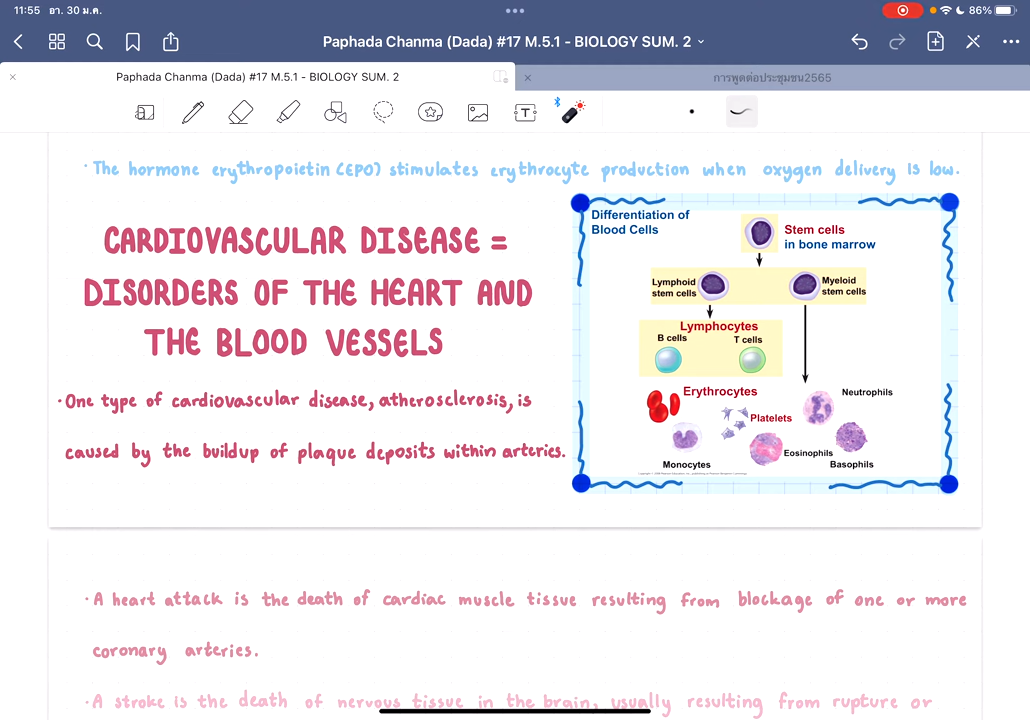 11:55 อา. 30 ม.ค.
86%
Paphada Chanma (Dada) #17 M.5.1 - BIOLOGY SUM. 2
Paphada Chanma (Dada) #17 M.5.1 - BIOLOGY SUM. 2
การพูดต่อประชุมชน2565
· The hormone erythropoietin (EPO) stimulates erythrocyte production when oxygen delivery is low.
CARDIOVASCULAR DISEASE =
DISORDERS OF THE HEART AND
THE BLOOD VESSELS
· One type of cardiovascular disease, atherosclerosis, is
caused by the buildup of plaque deposits within arteries.
Differentiation of
Blood Cells
Stem cells
in bone marrow
Lymphoid
stem cells
Myeloid
stem cells
Lymphocytes
B cells
T cells
Erythrocytes
Neutrophils
Platelets
Eosinophils
Monocytes
Basophils
· A heart attack is the death of cardiac muscle tissue resulting from blockage of one or more
coronary arteries.
· A stroke is the death of nervous tissue in the brain, usually resulting from rupture or